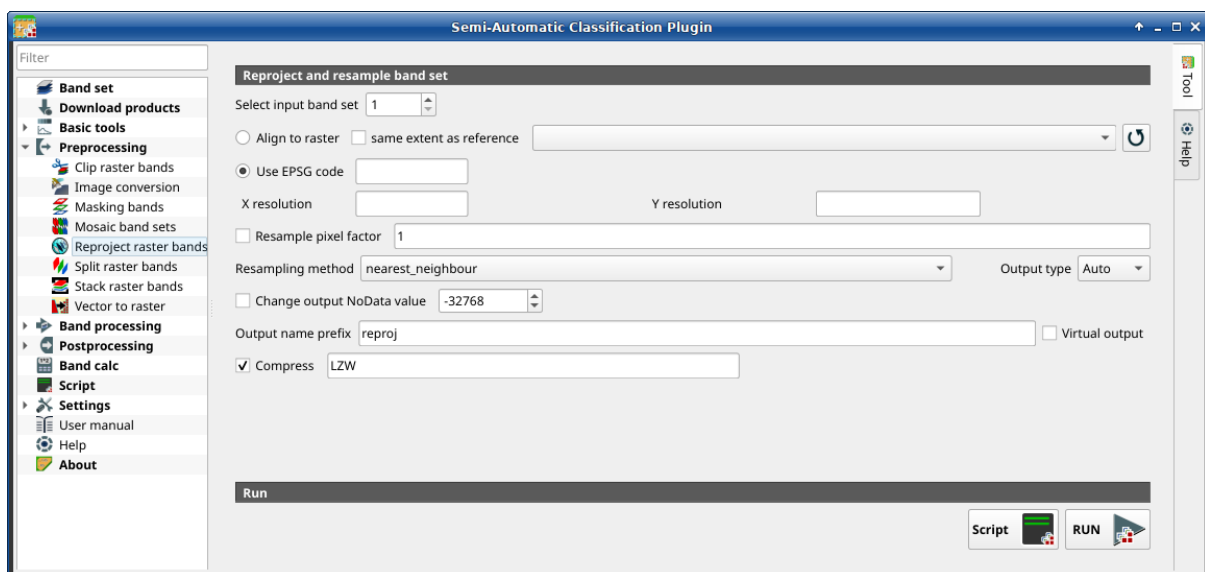 Semi-Automatic Classification Plugin
Filter
Band set
Download products
Basic tools
Preprocessing
Clip raster bands
Image conversion
Masking bands
Mosaic band sets
Reproject raster bands
Split raster bands
Stack raster bands
Vector to raster
Band processing
Postprocessing
Band calc
Script
Settings
User manual
Help
About
Reproject and resample band set
Select input band set 1
Align to raster same extent as reference
Use EPSG code
X resolution Y resolution
Resample pixel factor 1
Resampling method nearest_neighbour Output type Auto
Change output NoData value -32768
Output name prefix reproj Virtual output
Compress LZW
Run
Script RUN
Tool
Help